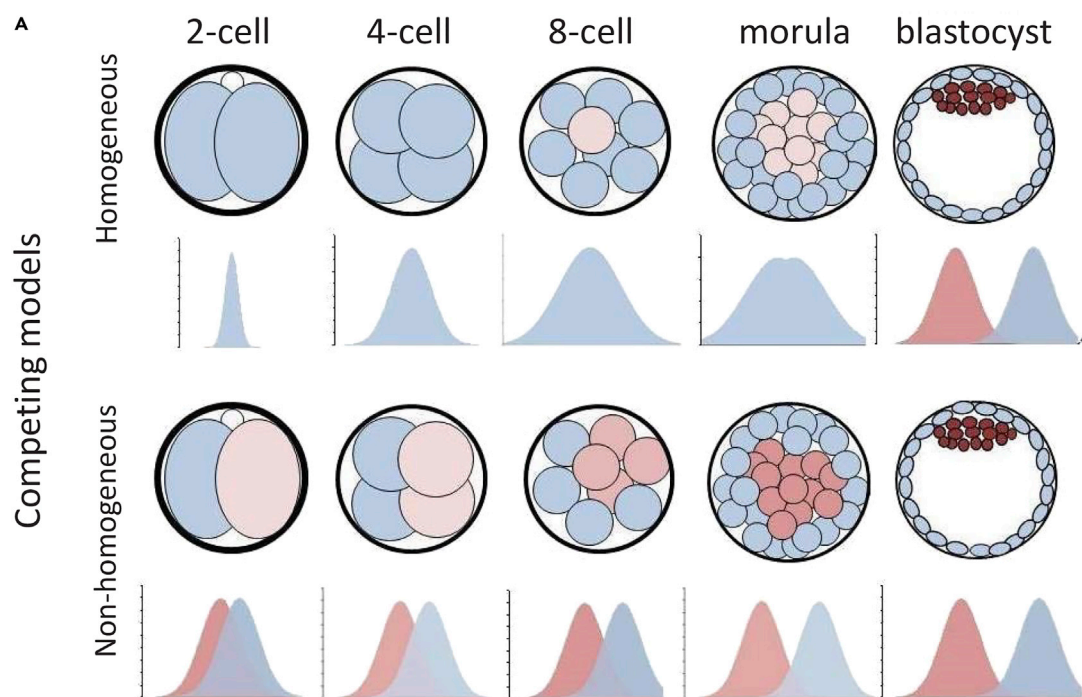 A
2-cell 4-cell 8-cell morula blastocyst
Competing models
Homogeneous
Non-homogeneous